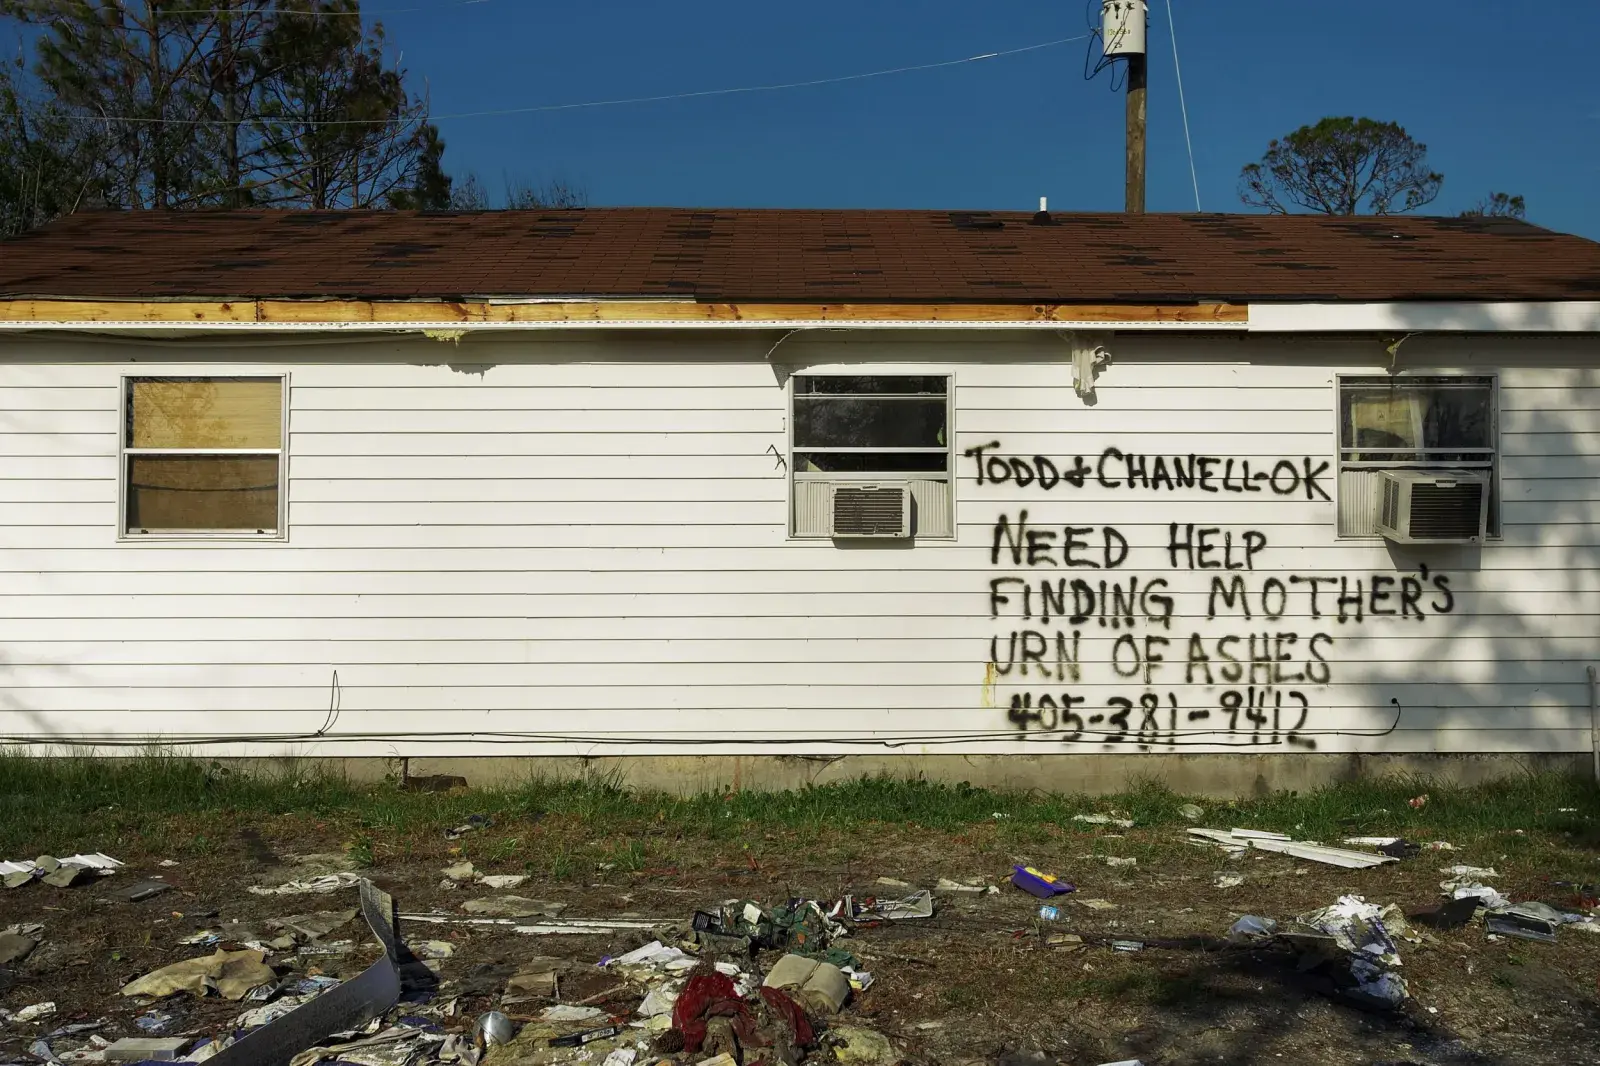 TODD & CHANELL-OK
NEED HELP
FINDING MOTHER'S
URN OF ASHES
405-381-9412